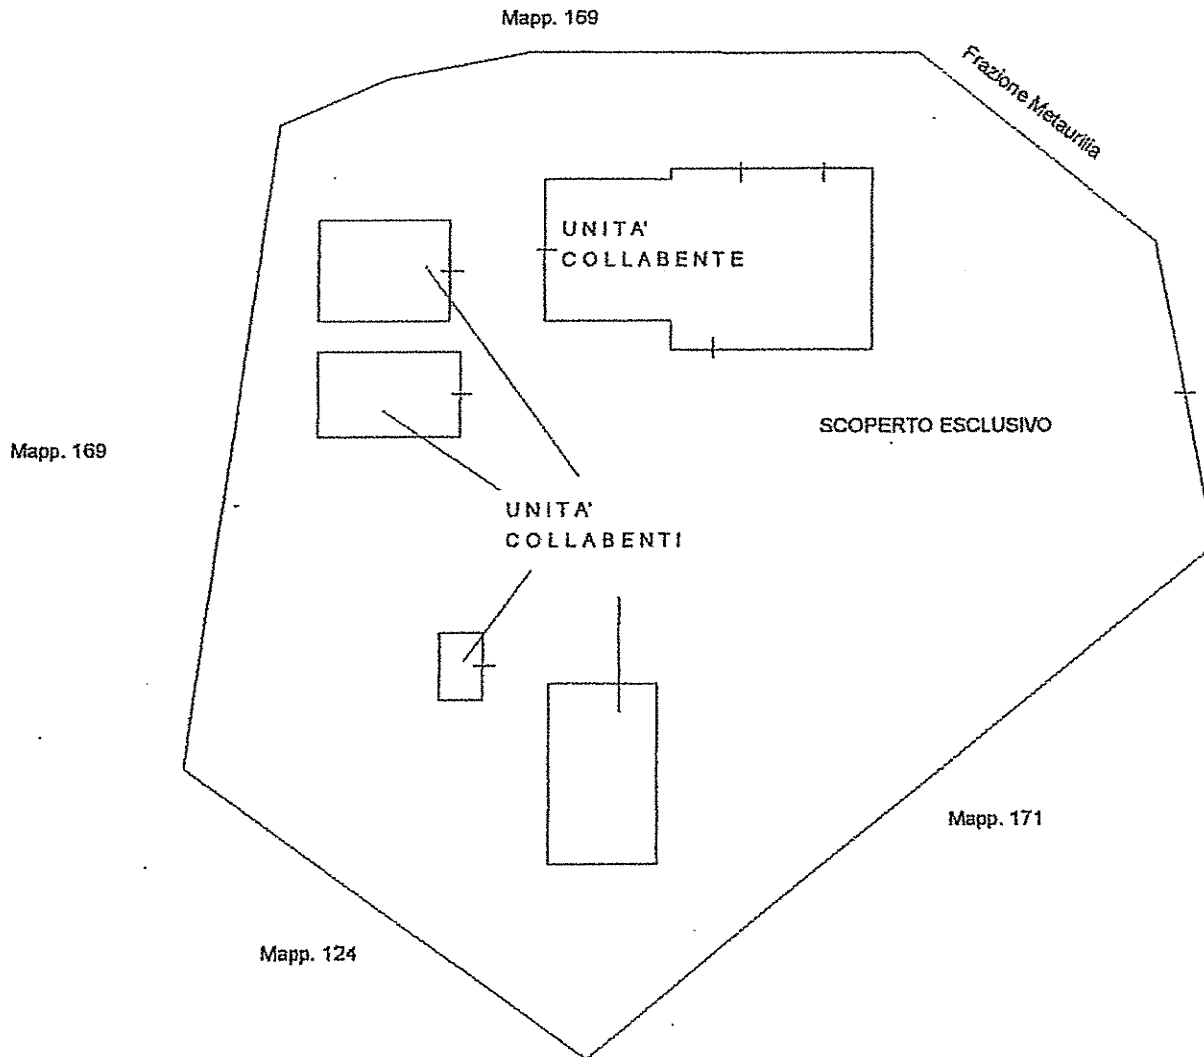 Mapp. 169
Frazione Metaurilia
UNITA'
COLLABENTE
SCOPERTO ESCLUSIVO
Mapp. 169
UNITA'
COLLABENTI
Mapp. 171
Mapp. 124